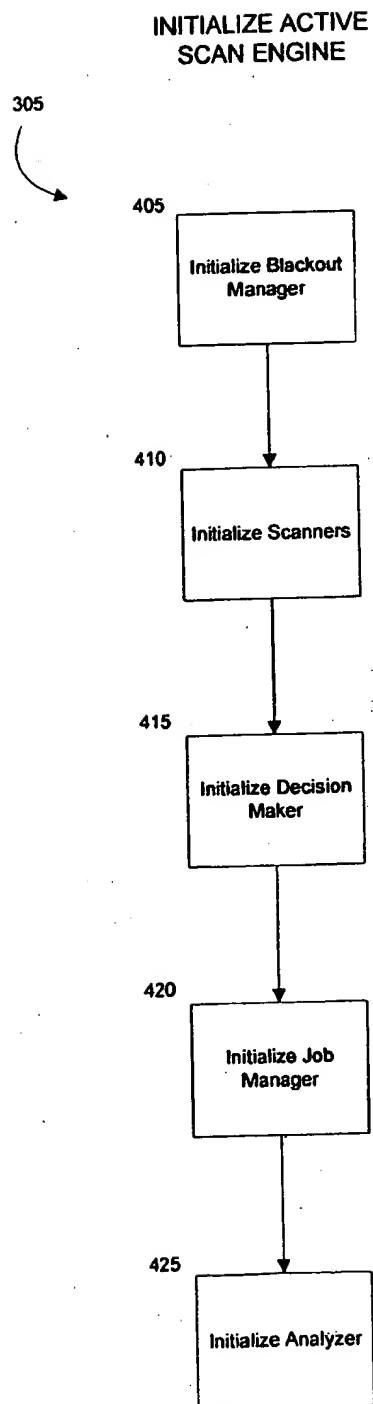 INITIALIZE ACTIVE
SCAN ENGINE
305
405
Initialize Blackout
Manager
410
Initialize Scanners
415
Initialize Decision
Maker
420
Initialize Job
Manager
425
Initialize Analyzer